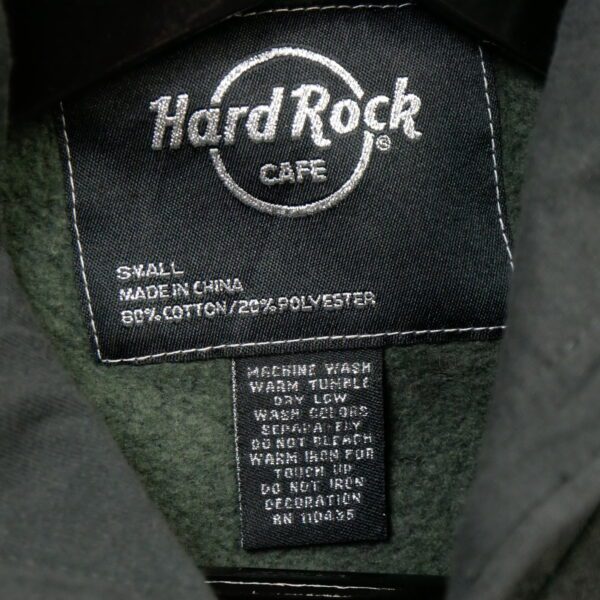 Hard Rock
®
CAFE
SMALL
MADE IN CHINA
80% COTTON/20% POLYESTER
MACHINE WASH
WARM TUMBLE
DRY LOW
WASH COLORS
SEPARATELY
DO NOT BLEACH
WARM IRON FOR
TOUCH UP
DO NOT IRON
DECORATION
RN 110435